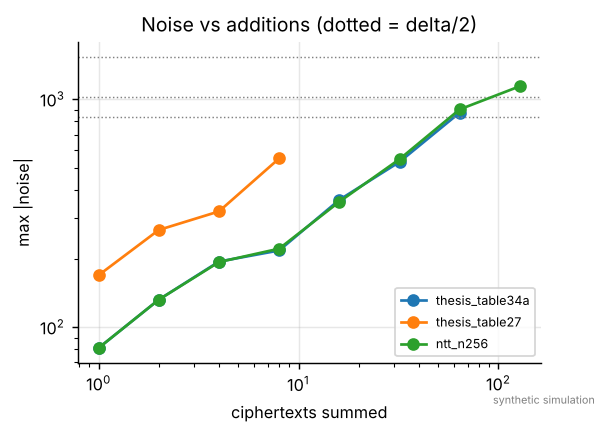 Noise vs additions (dotted = delta/2)
max |noise|
10³
10²
thesis_table34a
thesis_table27
ntt_n256
10⁰
10¹
10²
ciphertexts summed
synthetic simulation